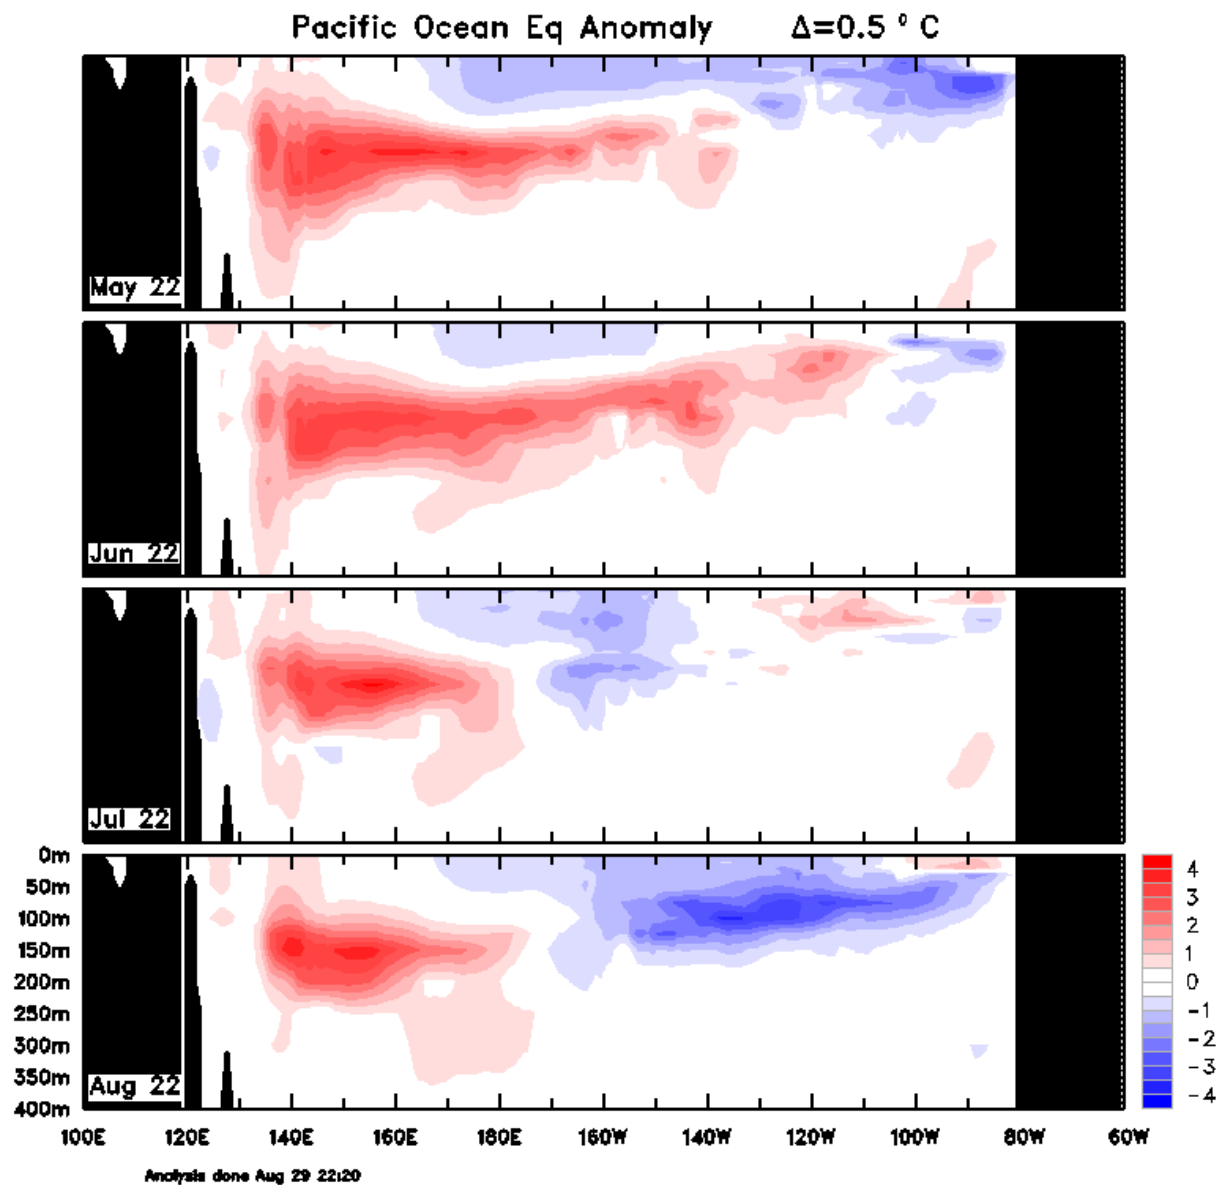 Pacific Ocean Eq Anomaly Δ=0.5 ° C
May 22
Jun 22
Jul 22
Aug 22
0m
50m
100m
150m
200m
250m
300m
350m
400m
100E 120E 140E 160E 180E 160W 140W 120W 100W 80W 60W
4
3
2
1
0
-1
-2
-3
-4
Analysis done Aug 29 22:20